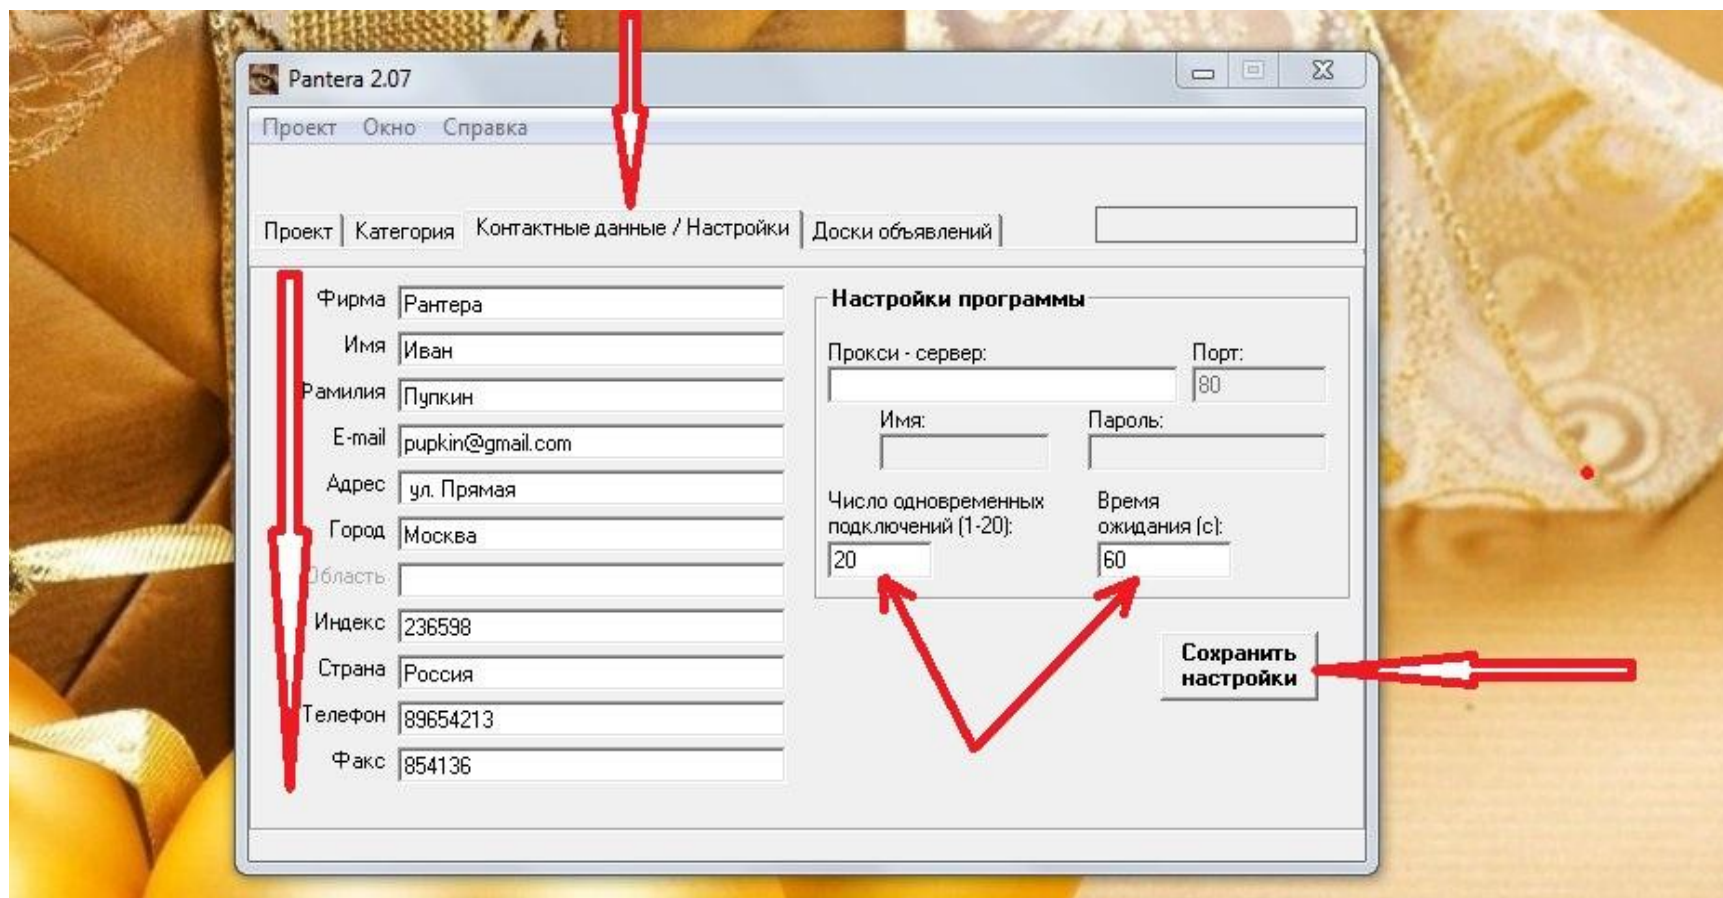 Pantera 2.07
Проект Окно Справка
Проект Категория Контактные данные / Настройки Доски объявлений
Фирма Рантера
Имя Иван
Фамилия Пупкин
E-mail pupkin@gmail.com
Адрес ул. Прямая
Город Москва
Область
Индекс 236598
Страна Россия
Телефон 89654213
Факс 854136
Настройки программы
Прокси - сервер: Порт:
80
Имя: Пароль:
Число одновременных
подключений (1-20):
20
Время
ожидания (с):
60
Сохранить
настройки